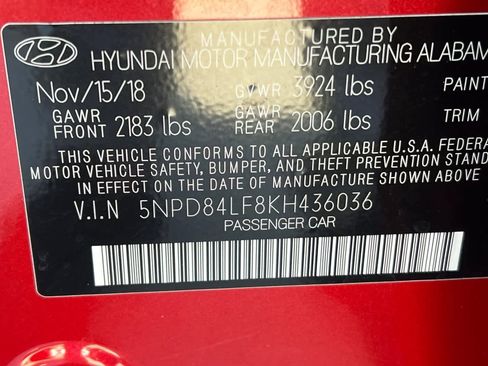 MANUFACTURED BY
HYUNDAI MOTOR MANUFACTURING ALABAM
Nov/15/18 GVWR 3924 lbs PAINT
GAWR FRONT 2183 lbs GAWR REAR 2006 lbs TRIM
THIS VEHICLE CONFORMS TO ALL APPLICABLE U.S.A. FEDERA
MOTOR VEHICLE SAFETY, BUMPER, AND THEFT PREVENTION STAND
IN EFFECT ON THE DATE OF MANUFACTURE SHOWN ABOVE.
V.I.N 5NPD84LF8KH436036
PASSENGER CAR